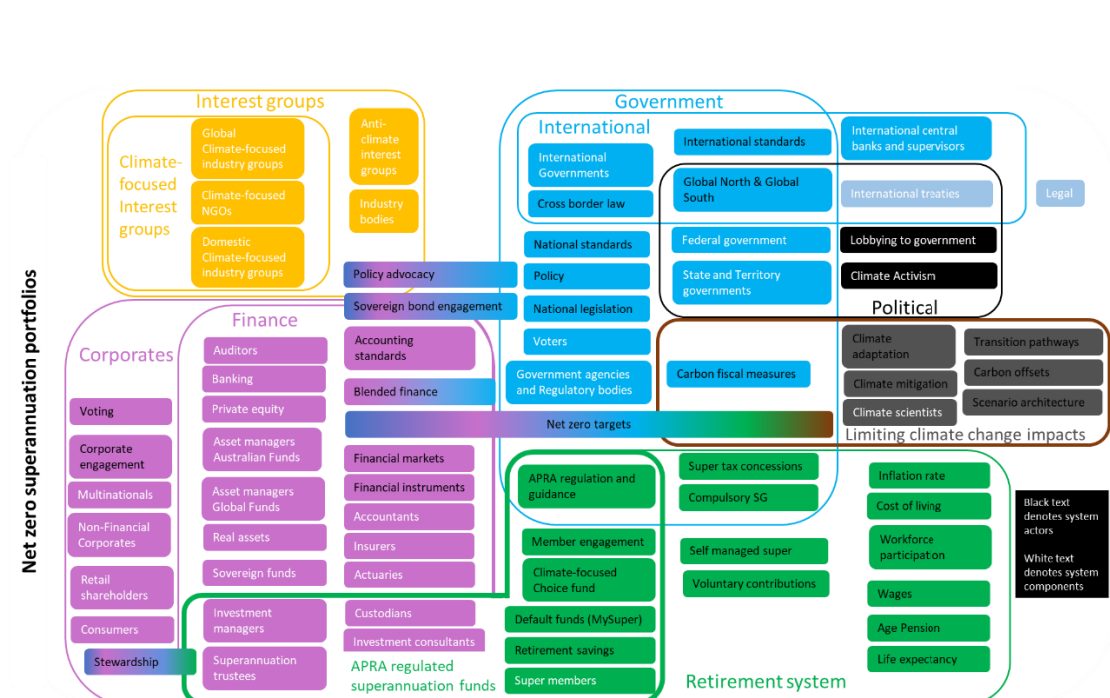 Net zero superannuation portfolios
Interest groups
Climate-
focused
Interest
groups
Global
Climate-focused
industry groups
Climate-focused
NGOs
Domestic
Climate-focused
industry groups
Anti-
climate
interest
groups
Industry
bodies
Government
International
International
Governments
Cross border law
International standards
Global North & Global
South
International central
banks and supervisors
International treaties
Legal
National standards
Policy
National legislation
Voters
Government agencies
and Regulatory bodies
Federal government
State and Territory
governments
Lobbying to government
Climate Activism
Political
Policy advocacy
Sovereign bond engagement
Corporates
Finance
Voting
Corporate
engagement
Multinationals
Non-Financial
Corporates
Retail
shareholders
Consumers
Stewardship
Auditors
Banking
Private equity
Asset managers
Australian Funds
Asset managers
Global Funds
Real assets
Sovereign funds
Investment
managers
Superannuation
trustees
Accounting
standards
Blended finance
Net zero targets
Financial markets
Financial instruments
Accountants
Insurers
Actuaries
Custodians
Investment consultants
APRA regulated
superannuation funds
Carbon fiscal measures
Climate
adaptation
Climate mitigation
Climate scientists
Transition pathways
Carbon offsets
Scenario architecture
Limiting climate change impacts
APRA regulation and
guidance
Member engagement
Climate-focused
Choice fund
Default funds (MySuper)
Retirement savings
Super members
Super tax concessions
Compulsory SG
Self managed super
Voluntary contributions
Inflation rate
Cost of living
Workforce
participation
Wages
Age Pension
Life expectancy
Retirement system
Black text
denotes system
actors
White text
denotes system
components